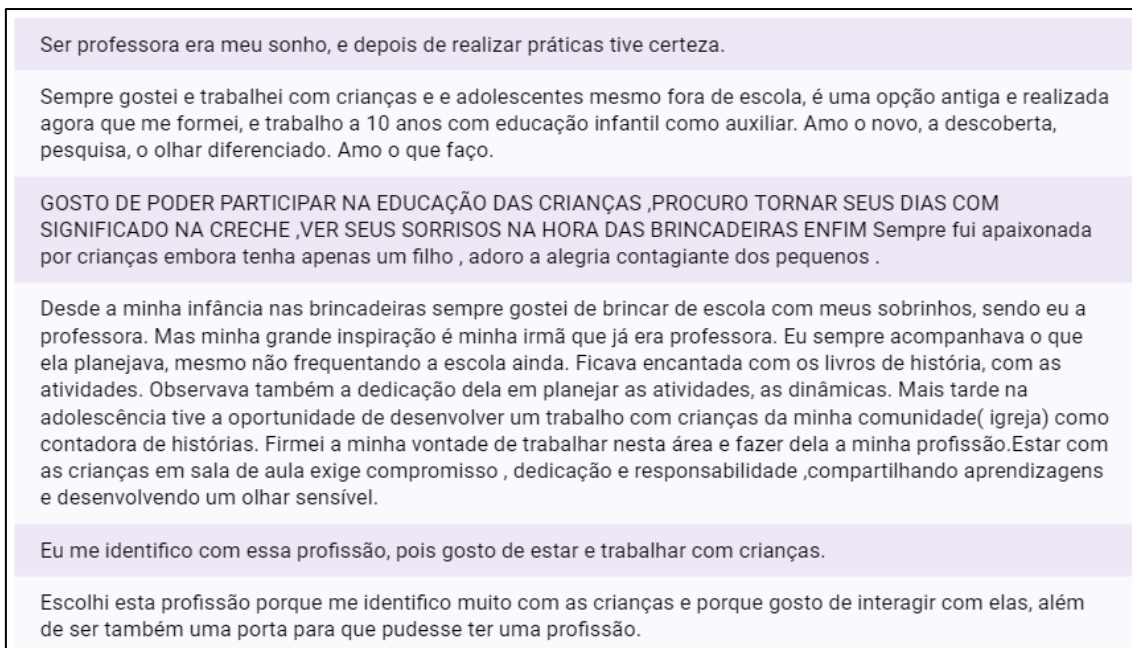 Ser professora era meu sonho, e depois de realizar práticas tive certeza.
Sempre gostei e trabalhei com crianças e e adolescentes mesmo fora de escola, é uma opção antiga e realizada
agora que me formei, e trabalho a 10 anos com educação infantil como auxiliar. Amo o novo, a descoberta,
pesquisa, o olhar diferenciado. Amo o que faço.
GOSTO DE PODER PARTICIPAR NA EDUCAÇÃO DAS CRIANÇAS ,PROCURO TORNAR SEUS DIAS COM
SIGNIFICADO NA CRECHE ,VER SEUS SORRISOS NA HORA DAS BRINCADEIRAS ENFIM Sempre fui apaixonada
por crianças embora tenha apenas um filho , adoro a alegria contagiante dos pequenos .
Desde a minha infância nas brincadeiras sempre gostei de brincar de escola com meus sobrinhos, sendo eu a
professora. Mas minha grande inspiração é minha irmã que já era professora. Eu sempre acompanhava o que
ela planejava, mesmo não frequentando a escola ainda. Ficava encantada com os livros de história, com as
atividades. Observava também a dedicação dela em planejar as atividades, as dinâmicas. Mais tarde na
adolescência tive a oportunidade de desenvolver um trabalho com crianças da minha comunidade( igreja) como
contadora de histórias. Firmei a minha vontade de trabalhar nesta área e fazer dela a minha profissão.Estar com
as crianças em sala de aula exige compromisso , dedicação e responsabilidade ,compartilhando aprendizagens
e desenvolvendo um olhar sensível.
Eu me identifico com essa profissão, pois gosto de estar e trabalhar com crianças.
Escolhi esta profissão porque me identifico muito com as crianças e porque gosto de interagir com elas, além
de ser também uma porta para que pudesse ter uma profissão.